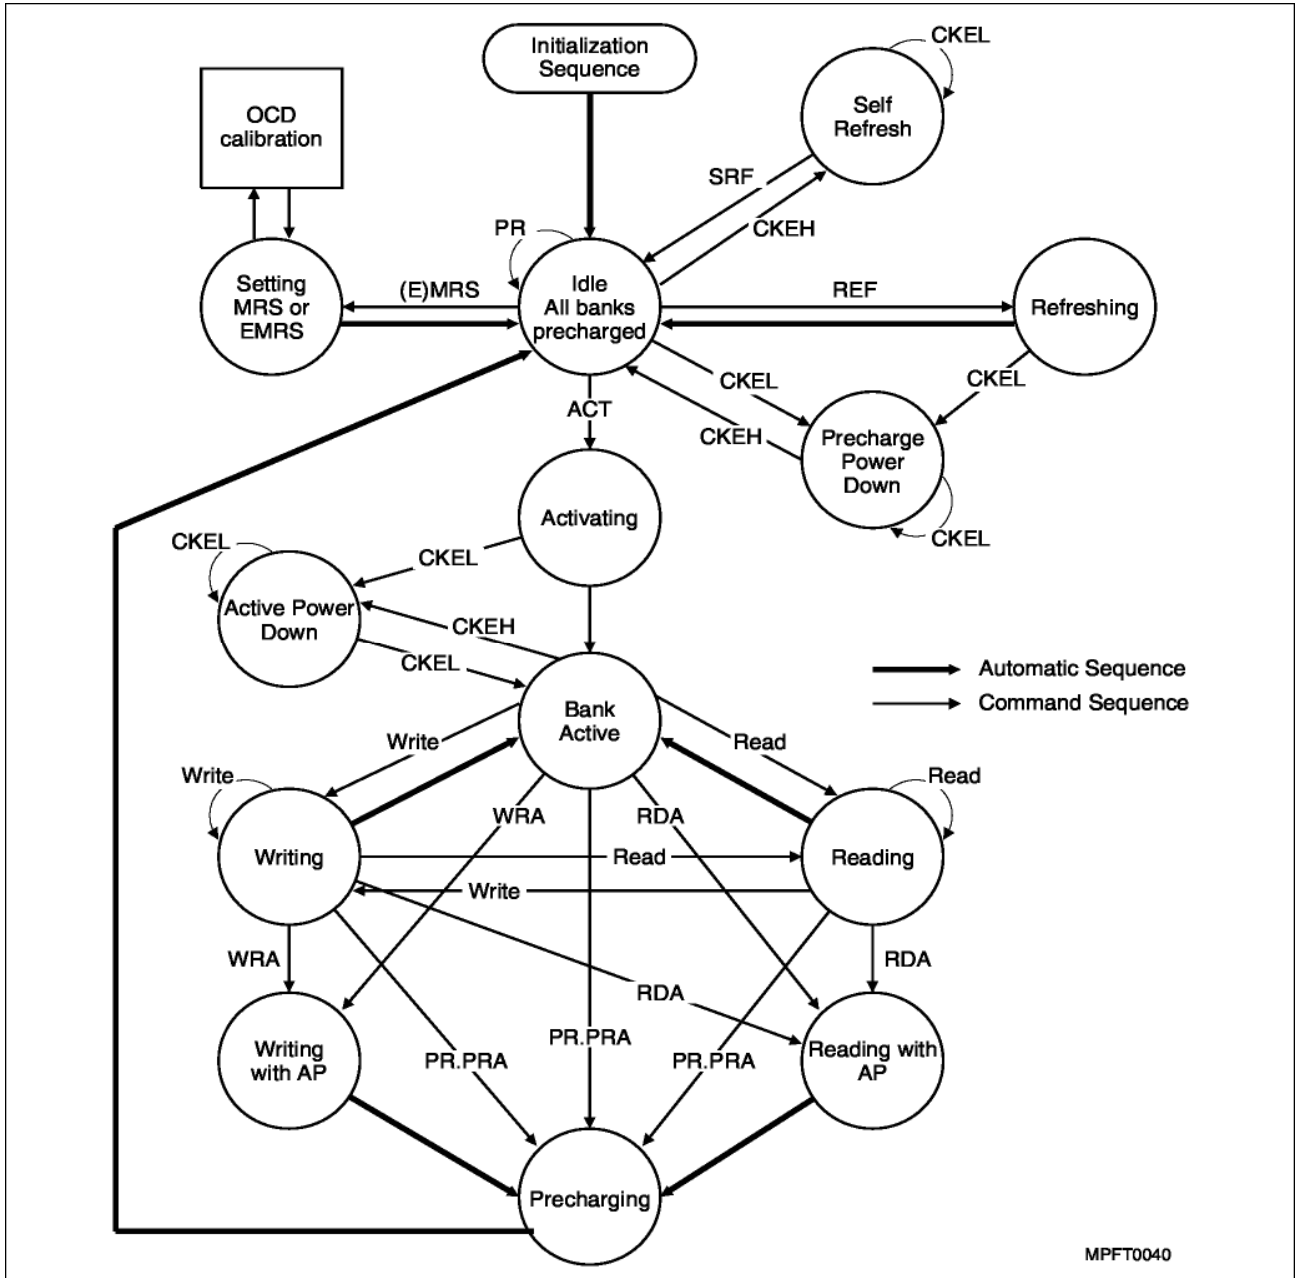 Initialization
Sequence
CKEL
Self
Refresh
OCD
calibration
SRF
CKEH
PR
Setting
MRS or
EMRS
(E)MRS
Idle
All banks
precharged
REF
Refreshing
CKEL
CKEL
ACT
CKEH
Precharge
Power
Down
CKEL
Activating
CKEL
CKEL
Active Power
Down
CKEH
CKEL
Automatic Sequence
Command Sequence
Bank
Active
Write
Read
Write
Read
WRA
RDA
Writing
Read
Reading
Write
WRA
RDA
RDA
Writing
with AP
PR.PRA
PR.PRA
PR.PRA
Reading with
AP
Precharging
MPFT0040